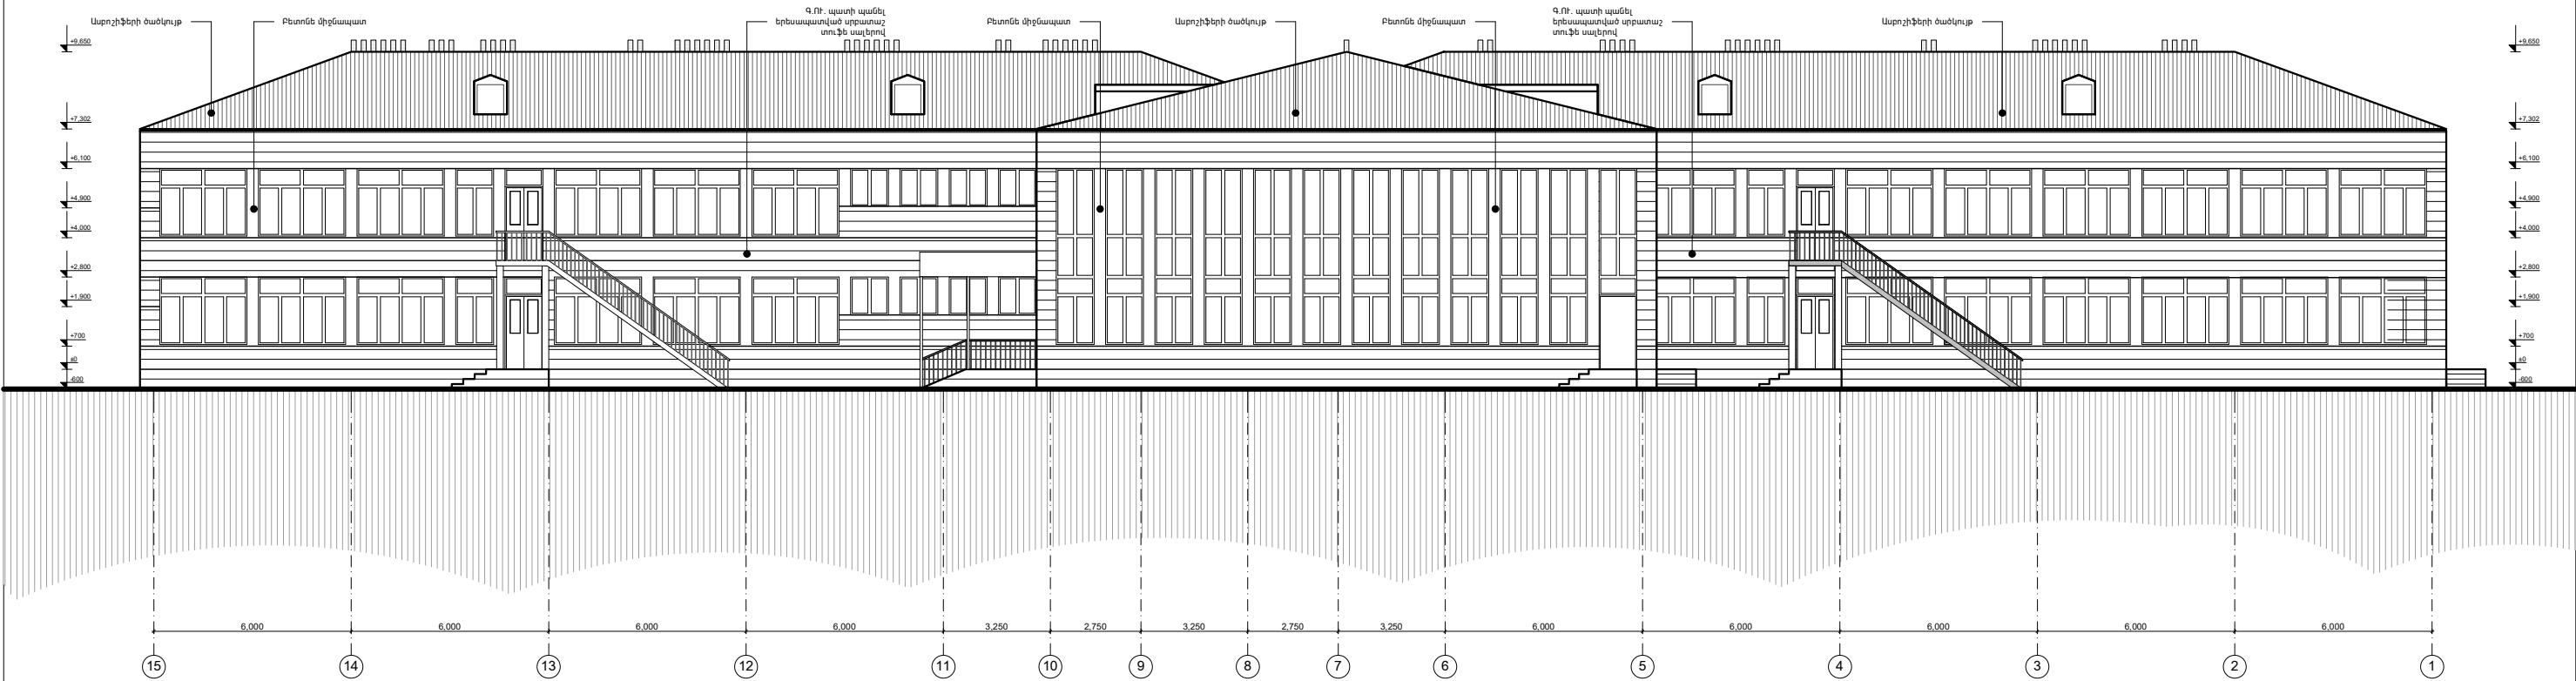 Ասբոշիֆերի ծածկույթ
Բետոնե միջնապատ
Գ.ՈՒ. պատի պանել
երեսապատված սրբատաշ
տուֆե սալերով
Բետոնե միջնապատ
Ասբոշիֆերի ծածկույթ
Բետոնե միջնապատ
Գ.ՈՒ. պատի պանել
երեսապատված սրբատաշ
տուֆե սալերով
Ասբոշիֆերի ծածկույթ
+9.650
+7,302
+6,100
+4,900
+4,000
+2,800
+1,900
+700
±0
-600
+9.650
+7,302
+6,100
+4,900
+4,000
+2,800
+1,900
+700
±0
-600
6,000 6,000 6,000 6,000 3,250 2,750 3,250 2,750 3,250 6,000 6,000 6,000 6,000 6,000
15 14 13 12 11 10 9 8 7 6 5 4 3 2 1